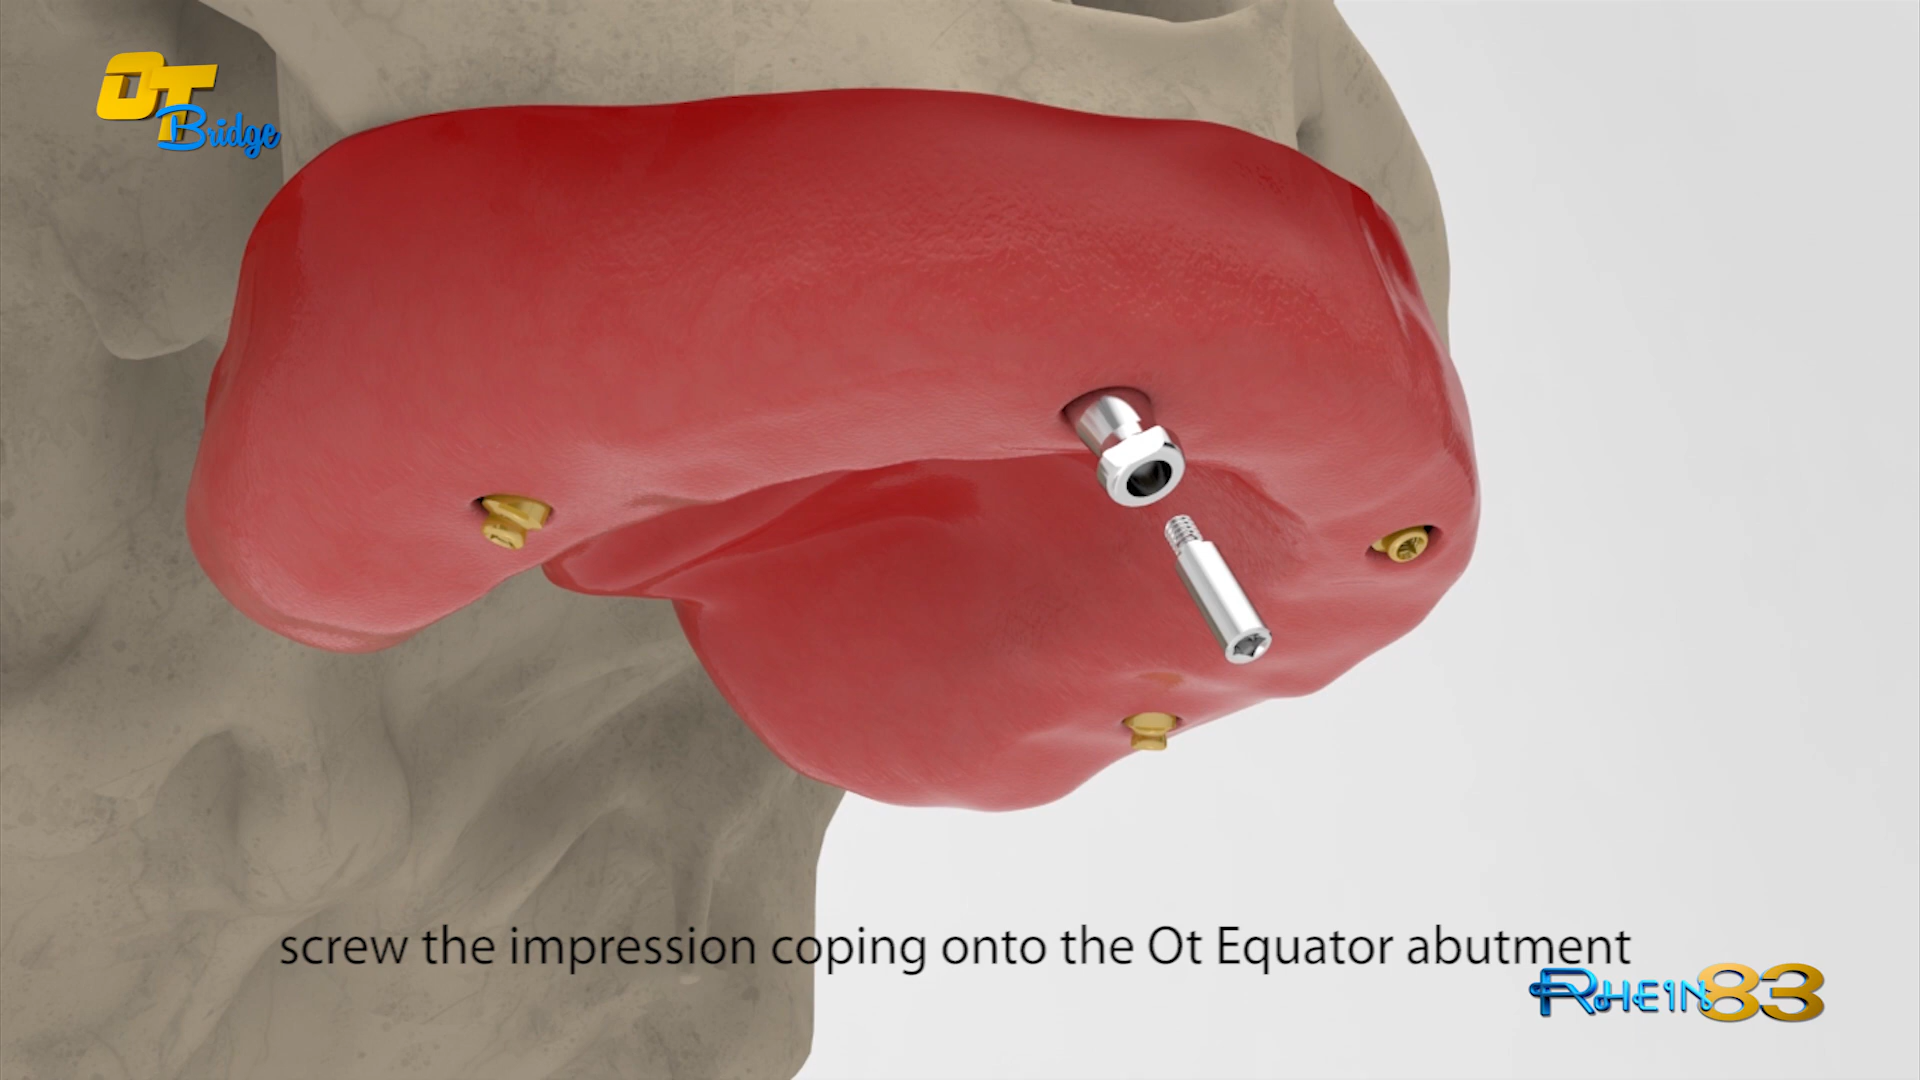 OT
Bridge
screw the impression coping onto the Ot Equator abutment
RHEIN83